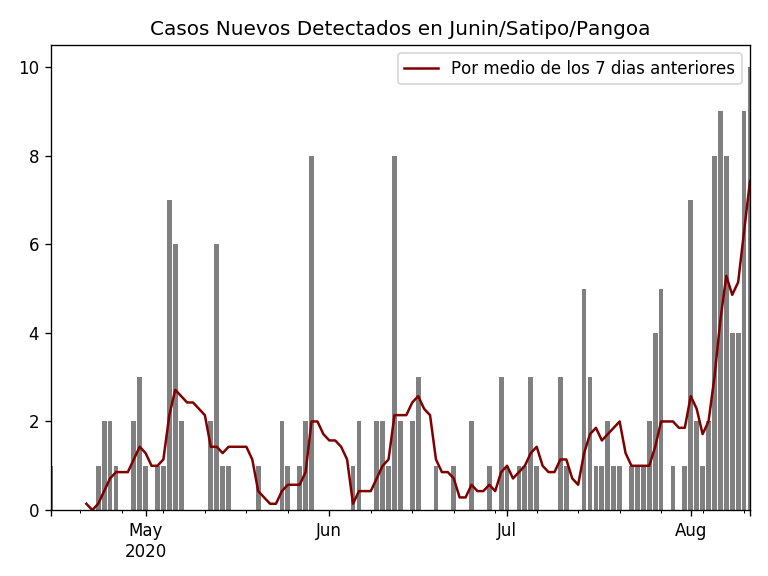 Casos Nuevos Detectados en Junin/Satipo/Pangoa
Por medio de los 7 dias anteriores
10
8
6
4
2
0
May
2020
Jun
Jul
Aug